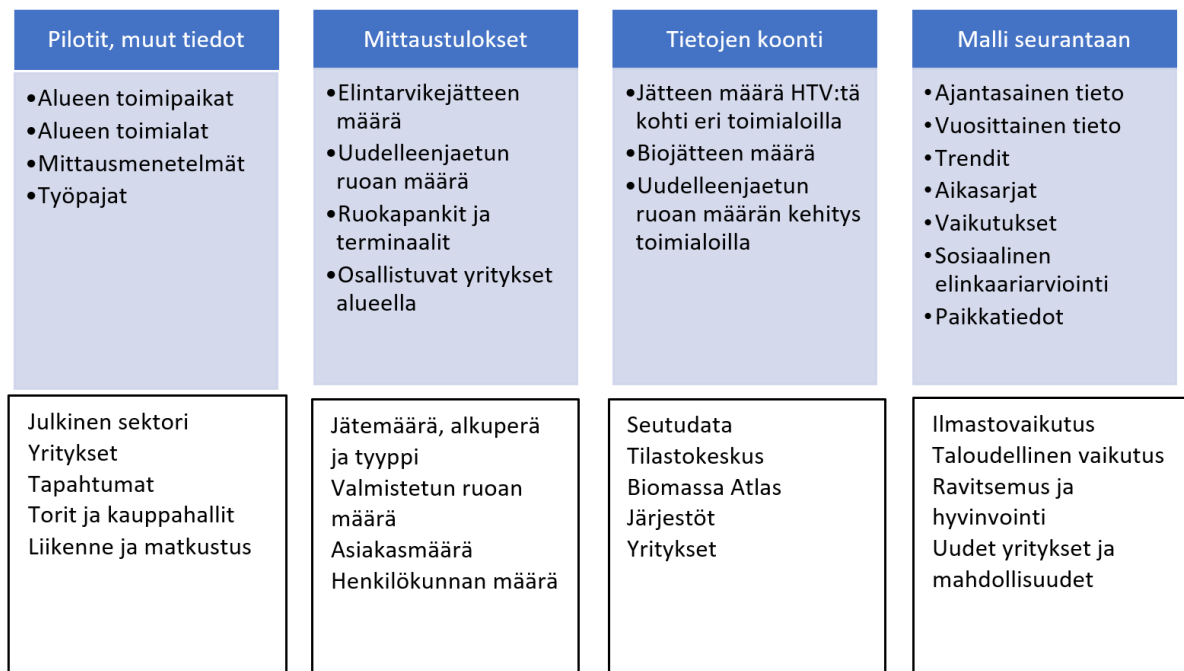 Pilotit, muut tiedot
•Alueen toimipaikat
•Alueen toimialat
•Mittausmenetelmät
•Työpajat
Julkinen sektori
Yritykset
Tapahtumat
Torit ja kauppahallit
Liikenne ja matkustus
Mittaustulokset
•Elintarvikejätteen
määrä
•Uudelleenjaetun
ruoan määrä
•Ruokapankit ja
terminaalit
•Osallistuvat yritykset
alueella
Jätemäärä, alkuperä
ja tyyppi
Valmistetun ruoan
määrä
Asiakasmäärä
Henkilökunnan määrä
Tietojen koonti
•Jätteen määrä HTV:tä
kohti eri toimialoilla
•Biojätteen määrä
•Uudelleenjaetun
ruoan määrän kehitys
toimialoilla
Seutudata
Tilastokeskus
Biomassa Atlas
Järjestöt
Yritykset
Malli seurantaan
•Ajantasainen tieto
•Vuosittainen tieto
•Trendit
•Aikasarjat
•Vaikutukset
•Sosiaalinen
elinkaariarviointi
•Paikkatiedot
Ilmastovaikutus
Taloudellinen vaikutus
Ravitsemus ja
hyvinvointi
Uudet yritykset ja
mahdollisuudet